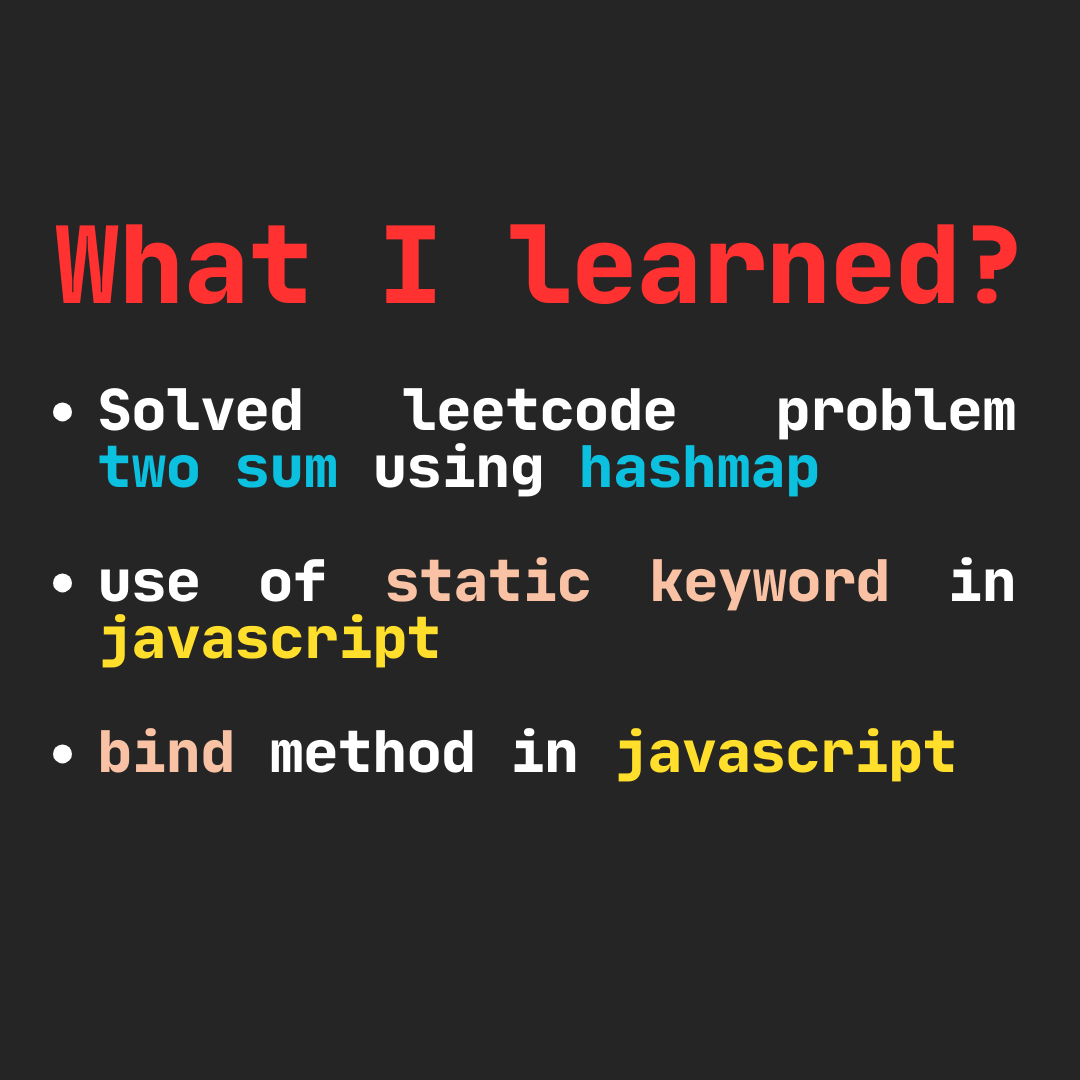 What I learned?
• Solved leetcode problem
two sum using hashmap
• use of static keyword in
javascript
• bind method in javascript